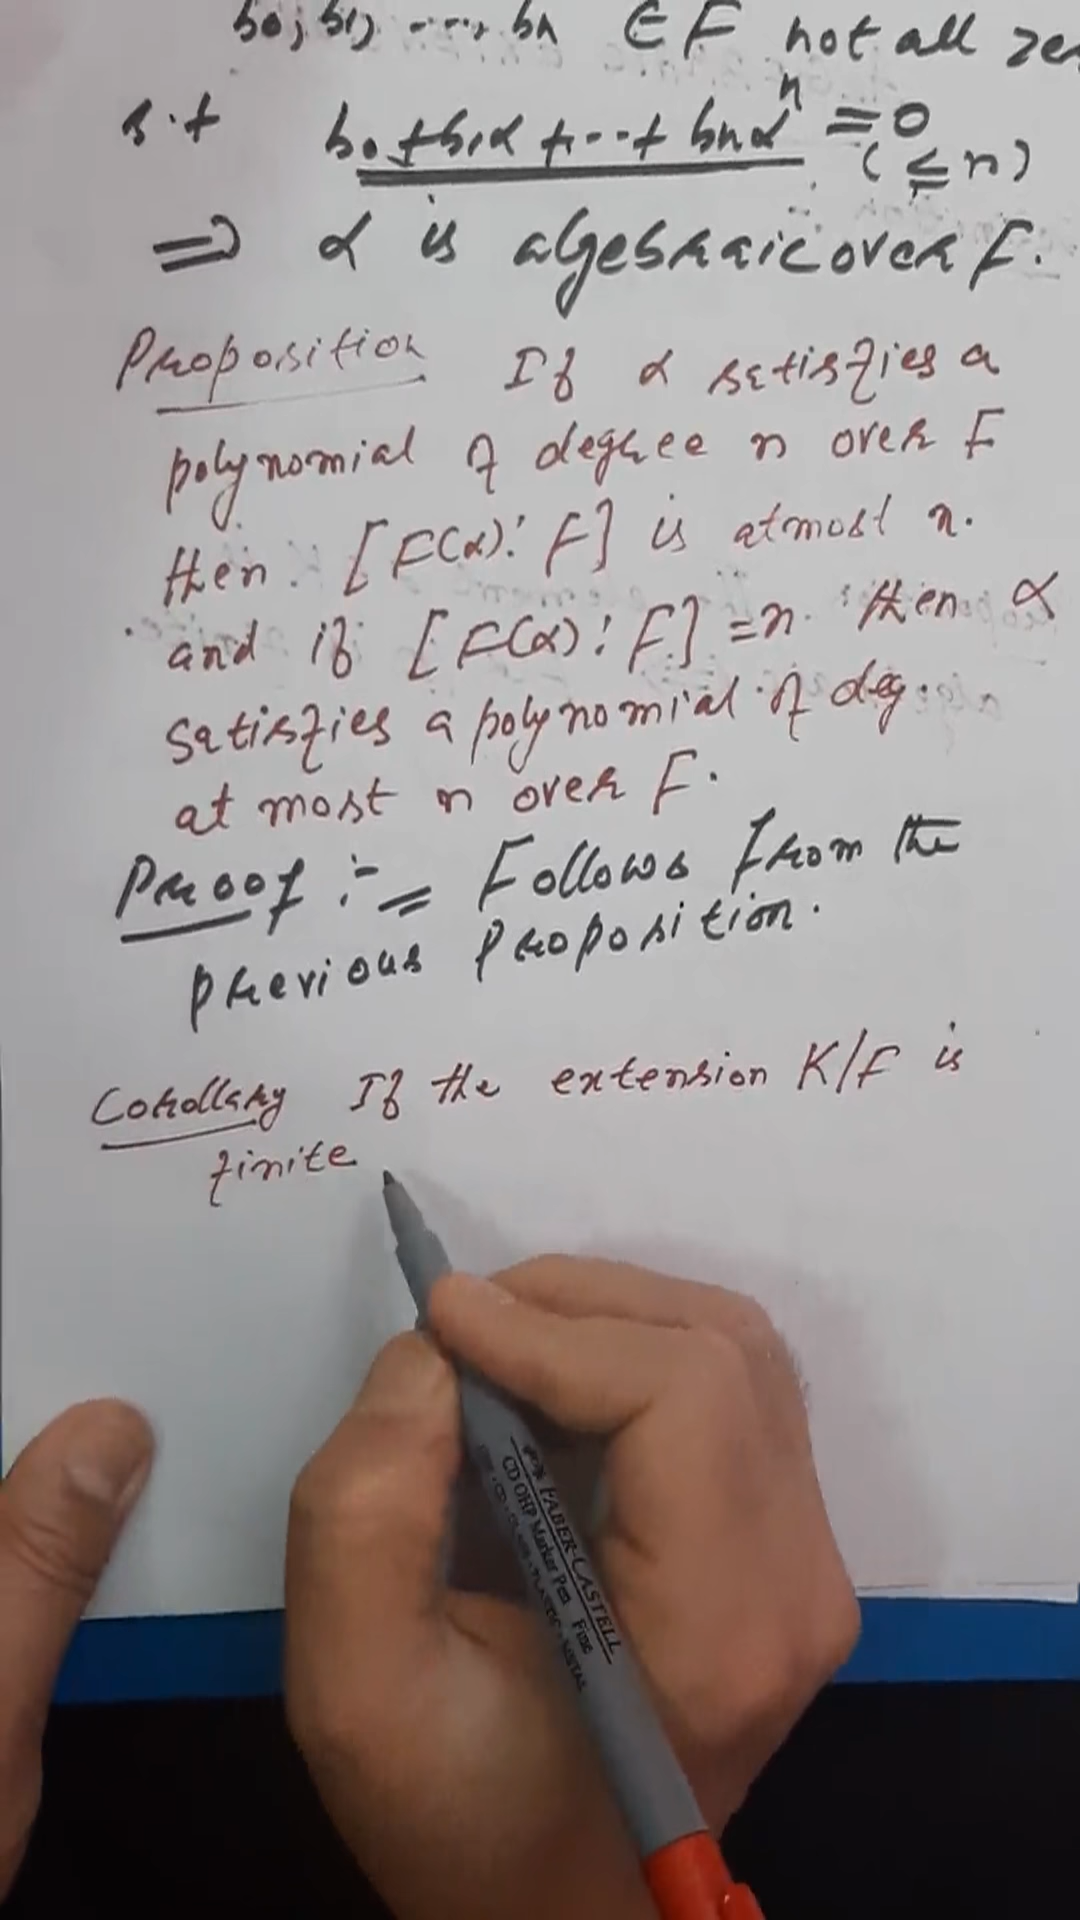 b0, b1, ...., bn ∈ F not all zer
s.t b0+b1α+...+bnα^n = 0
(≤ n)
⇒ α is algebraic over F.
Proposition If α satisfies a
polynomial of degree n over F
then [F(α): F] is atmost n.
and if [F(α): F] = n. then α
satisfies a polynomial of deg.
at most n over F.
Proof :- = Follows from the
previous proposition.
Corollary If the extension K/F is
finite
FABER-CASTELL
CD OHP Marker Pen Fine